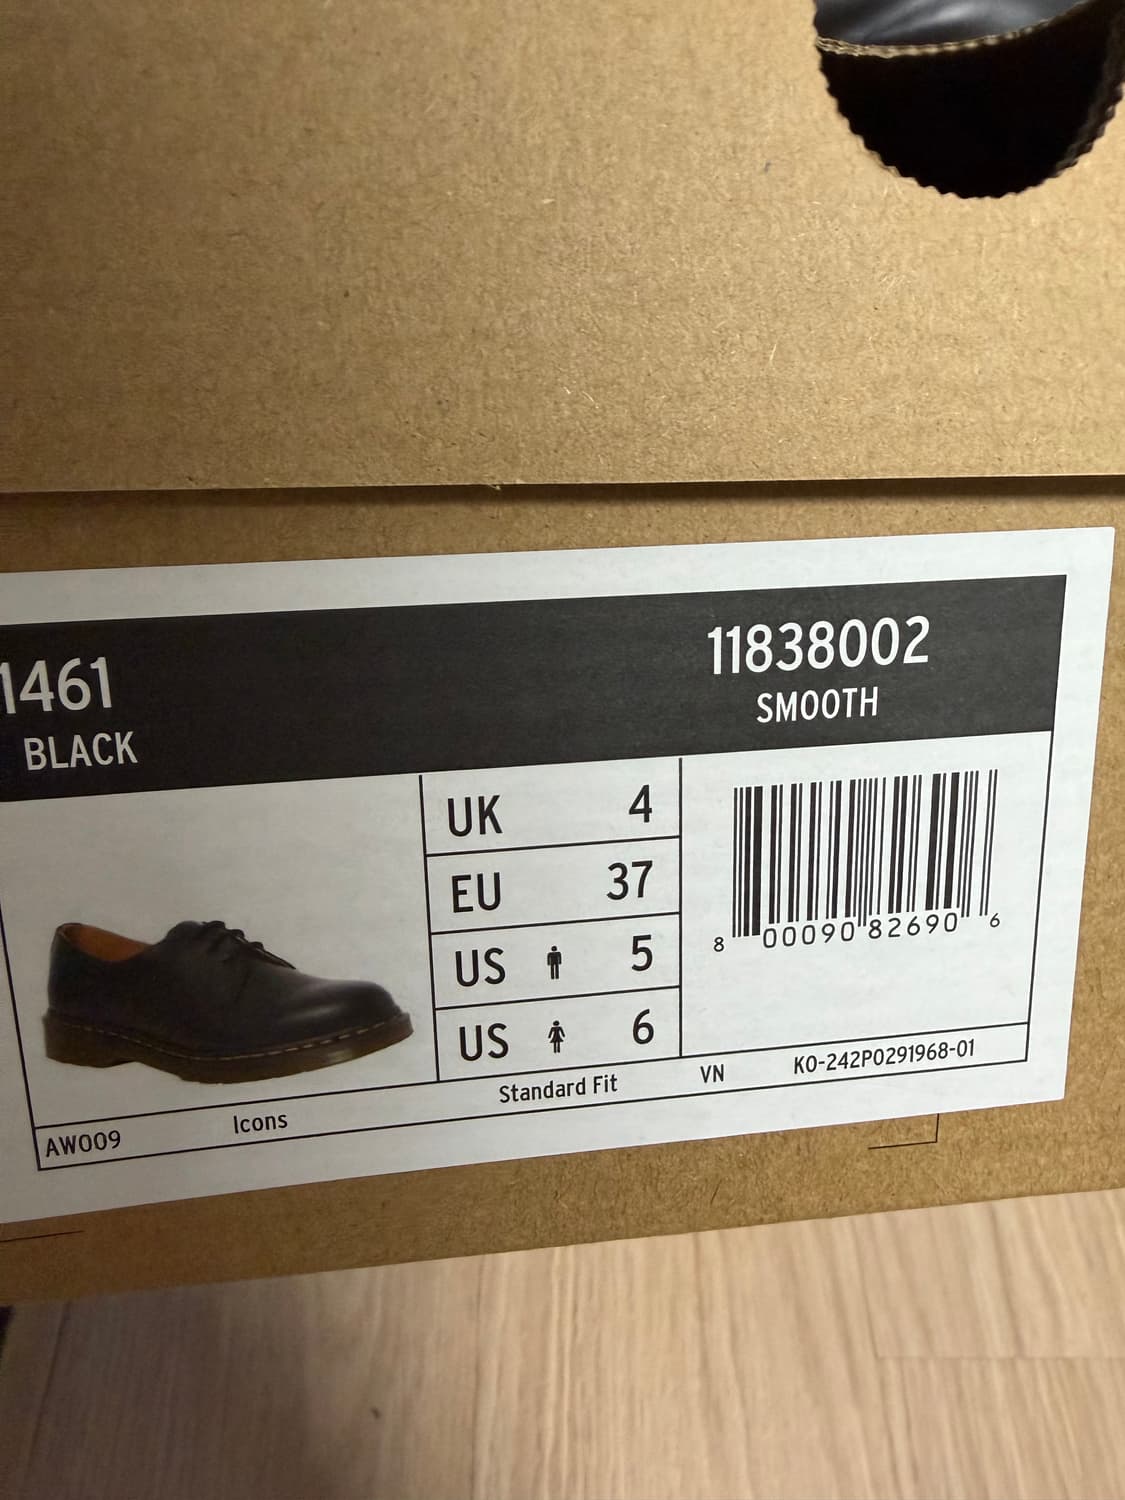 1461
BLACK
11838002
SMOOTH
UK 4
EU 37
US 5
US 6
8 00090 82690 6
AW009 Icons Standard Fit VN K0-242P0291968-01